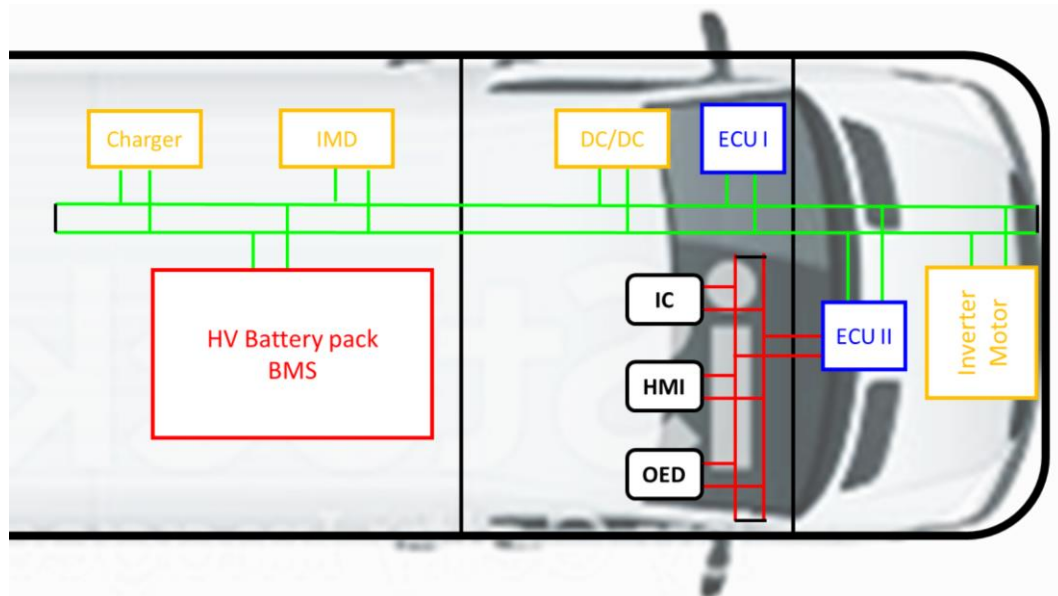 Charger
IMD
DC/DC
ECU I
HV Battery pack
BMS
IC
HMI
OED
ECU II
Inverter
Motor